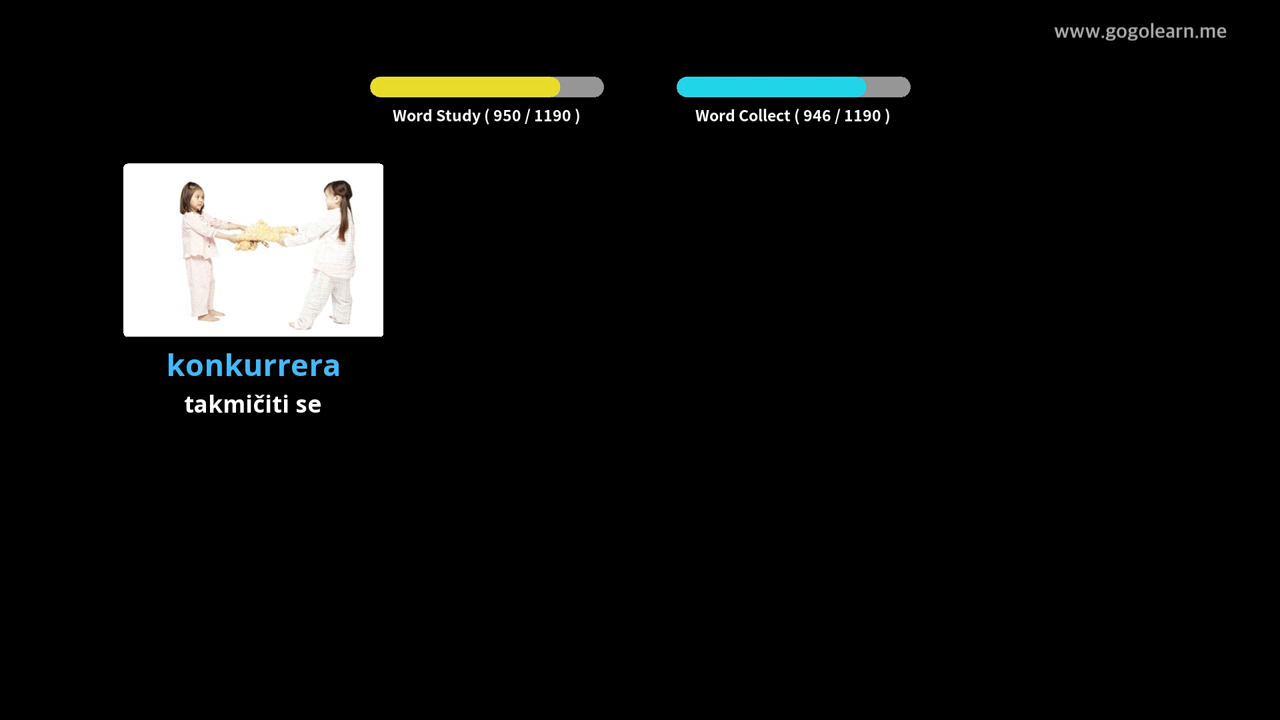 www.gogolearn.me
Word Study ( 950 / 1190 )
Word Collect ( 946 / 1190 )
konkurrera
takmičiti se